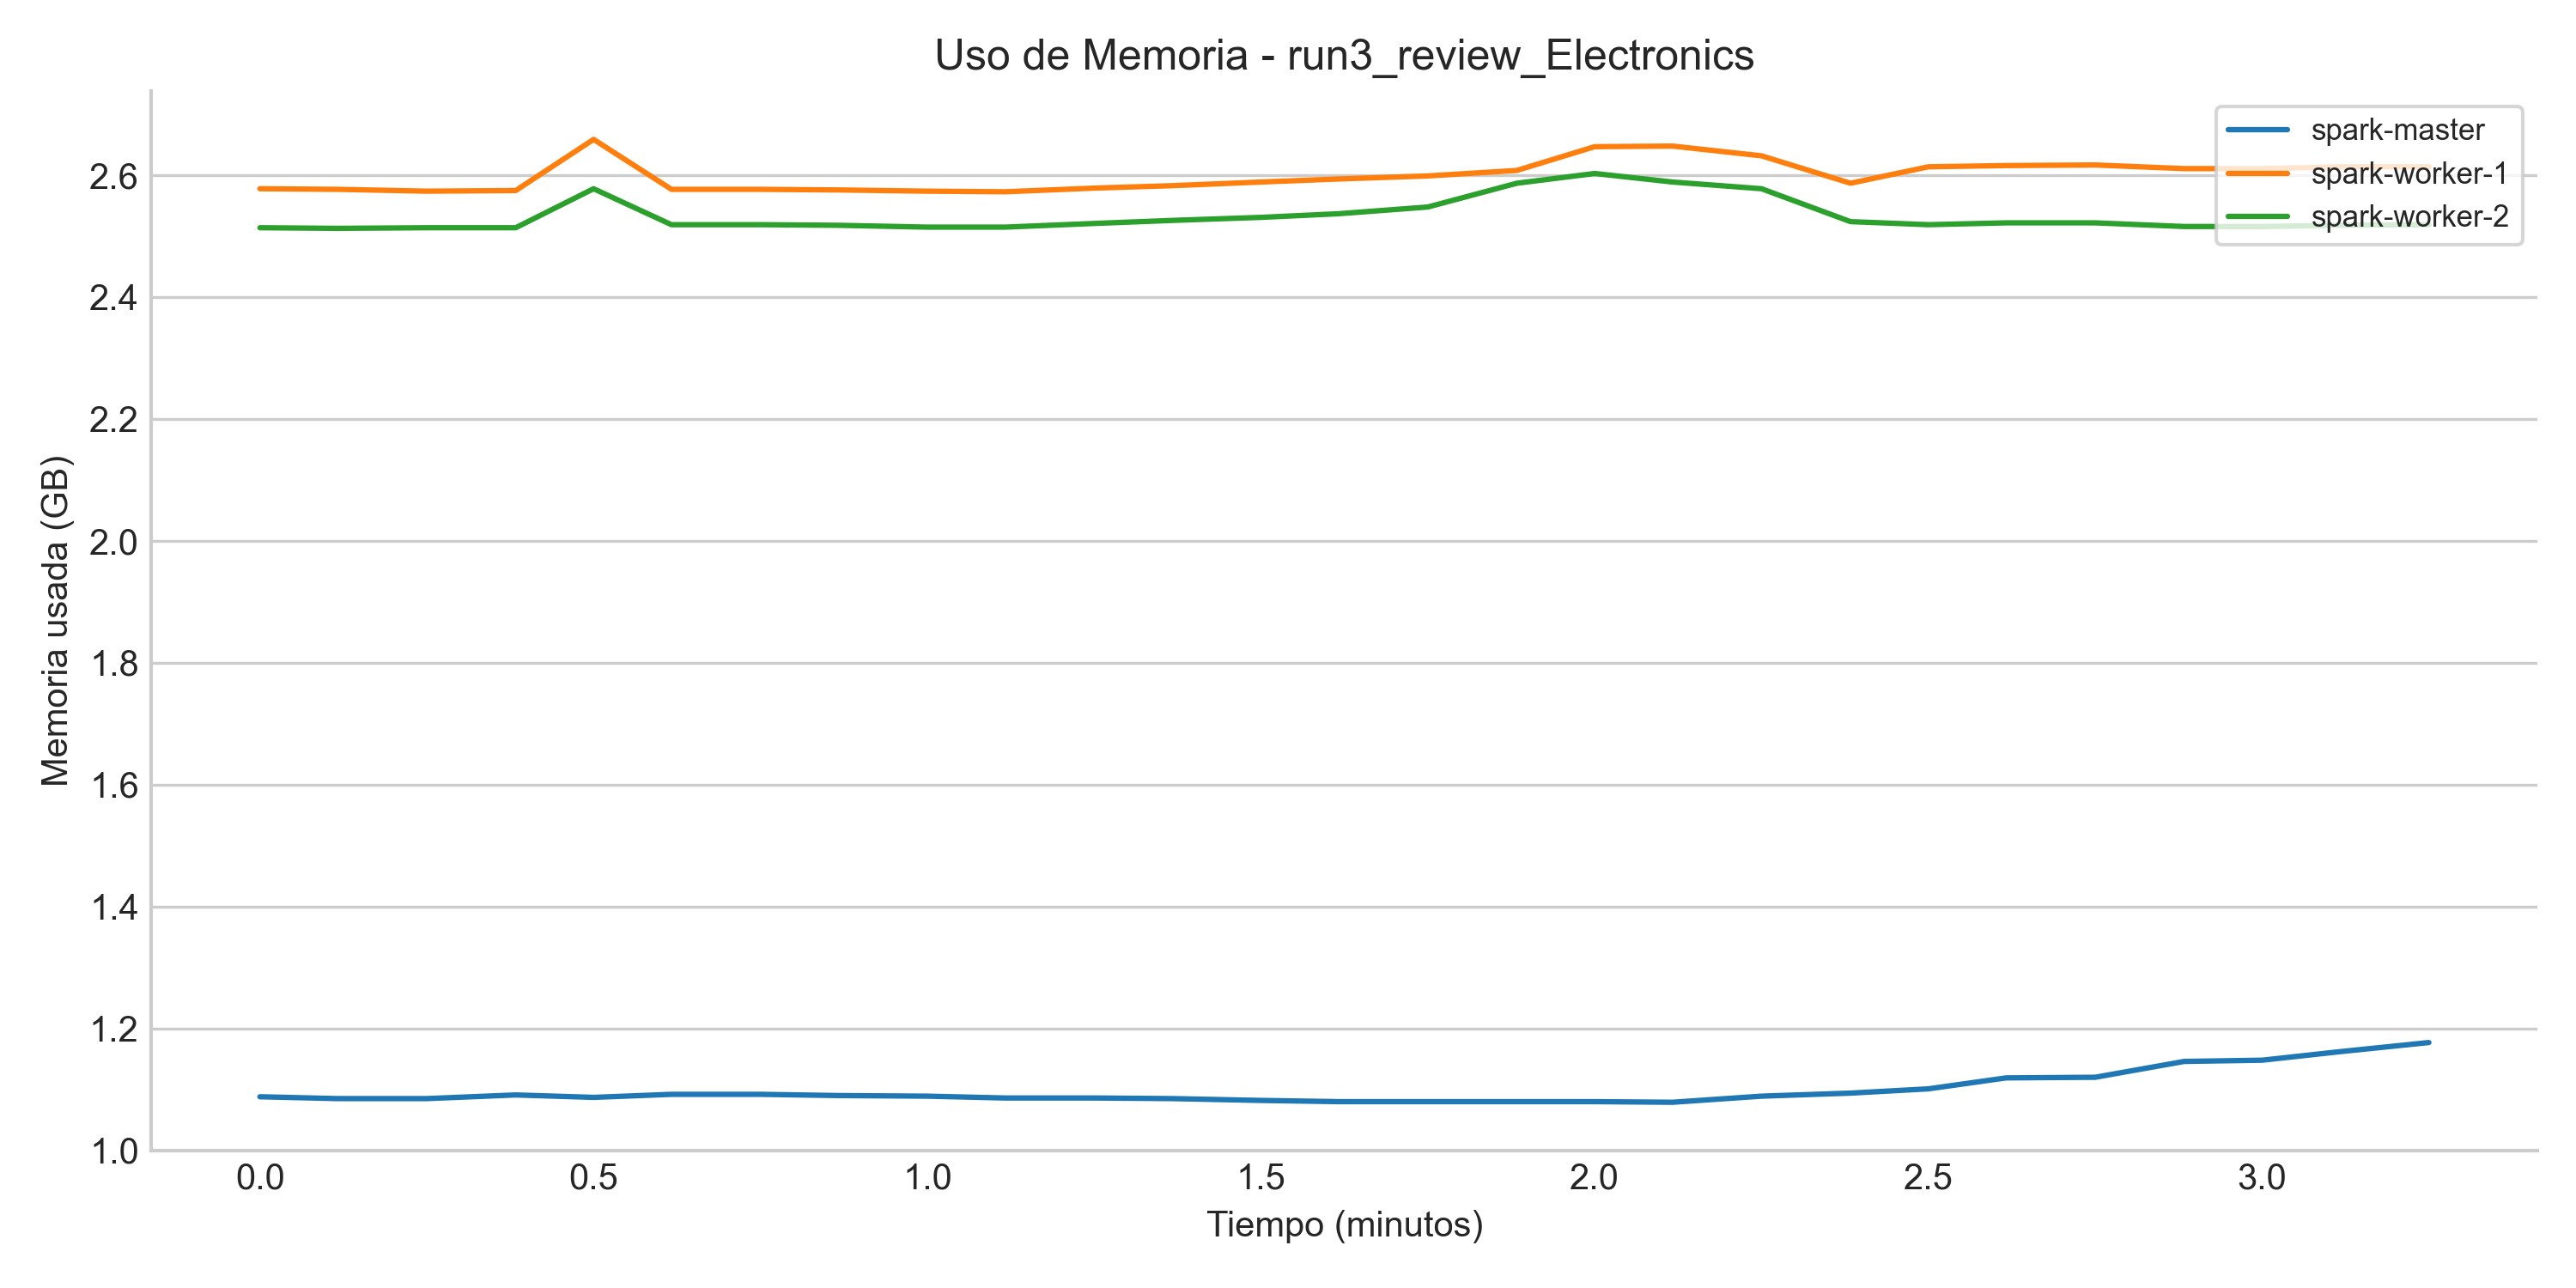 Uso de Memoria - run3_review_Electronics
spark-master
spark-worker-1
spark-worker-2
Memoria usada (GB)
2.6
2.4
2.2
2.0
1.8
1.6
1.4
1.2
1.0
0.0 0.5 1.0 1.5 2.0 2.5 3.0
Tiempo (minutos)